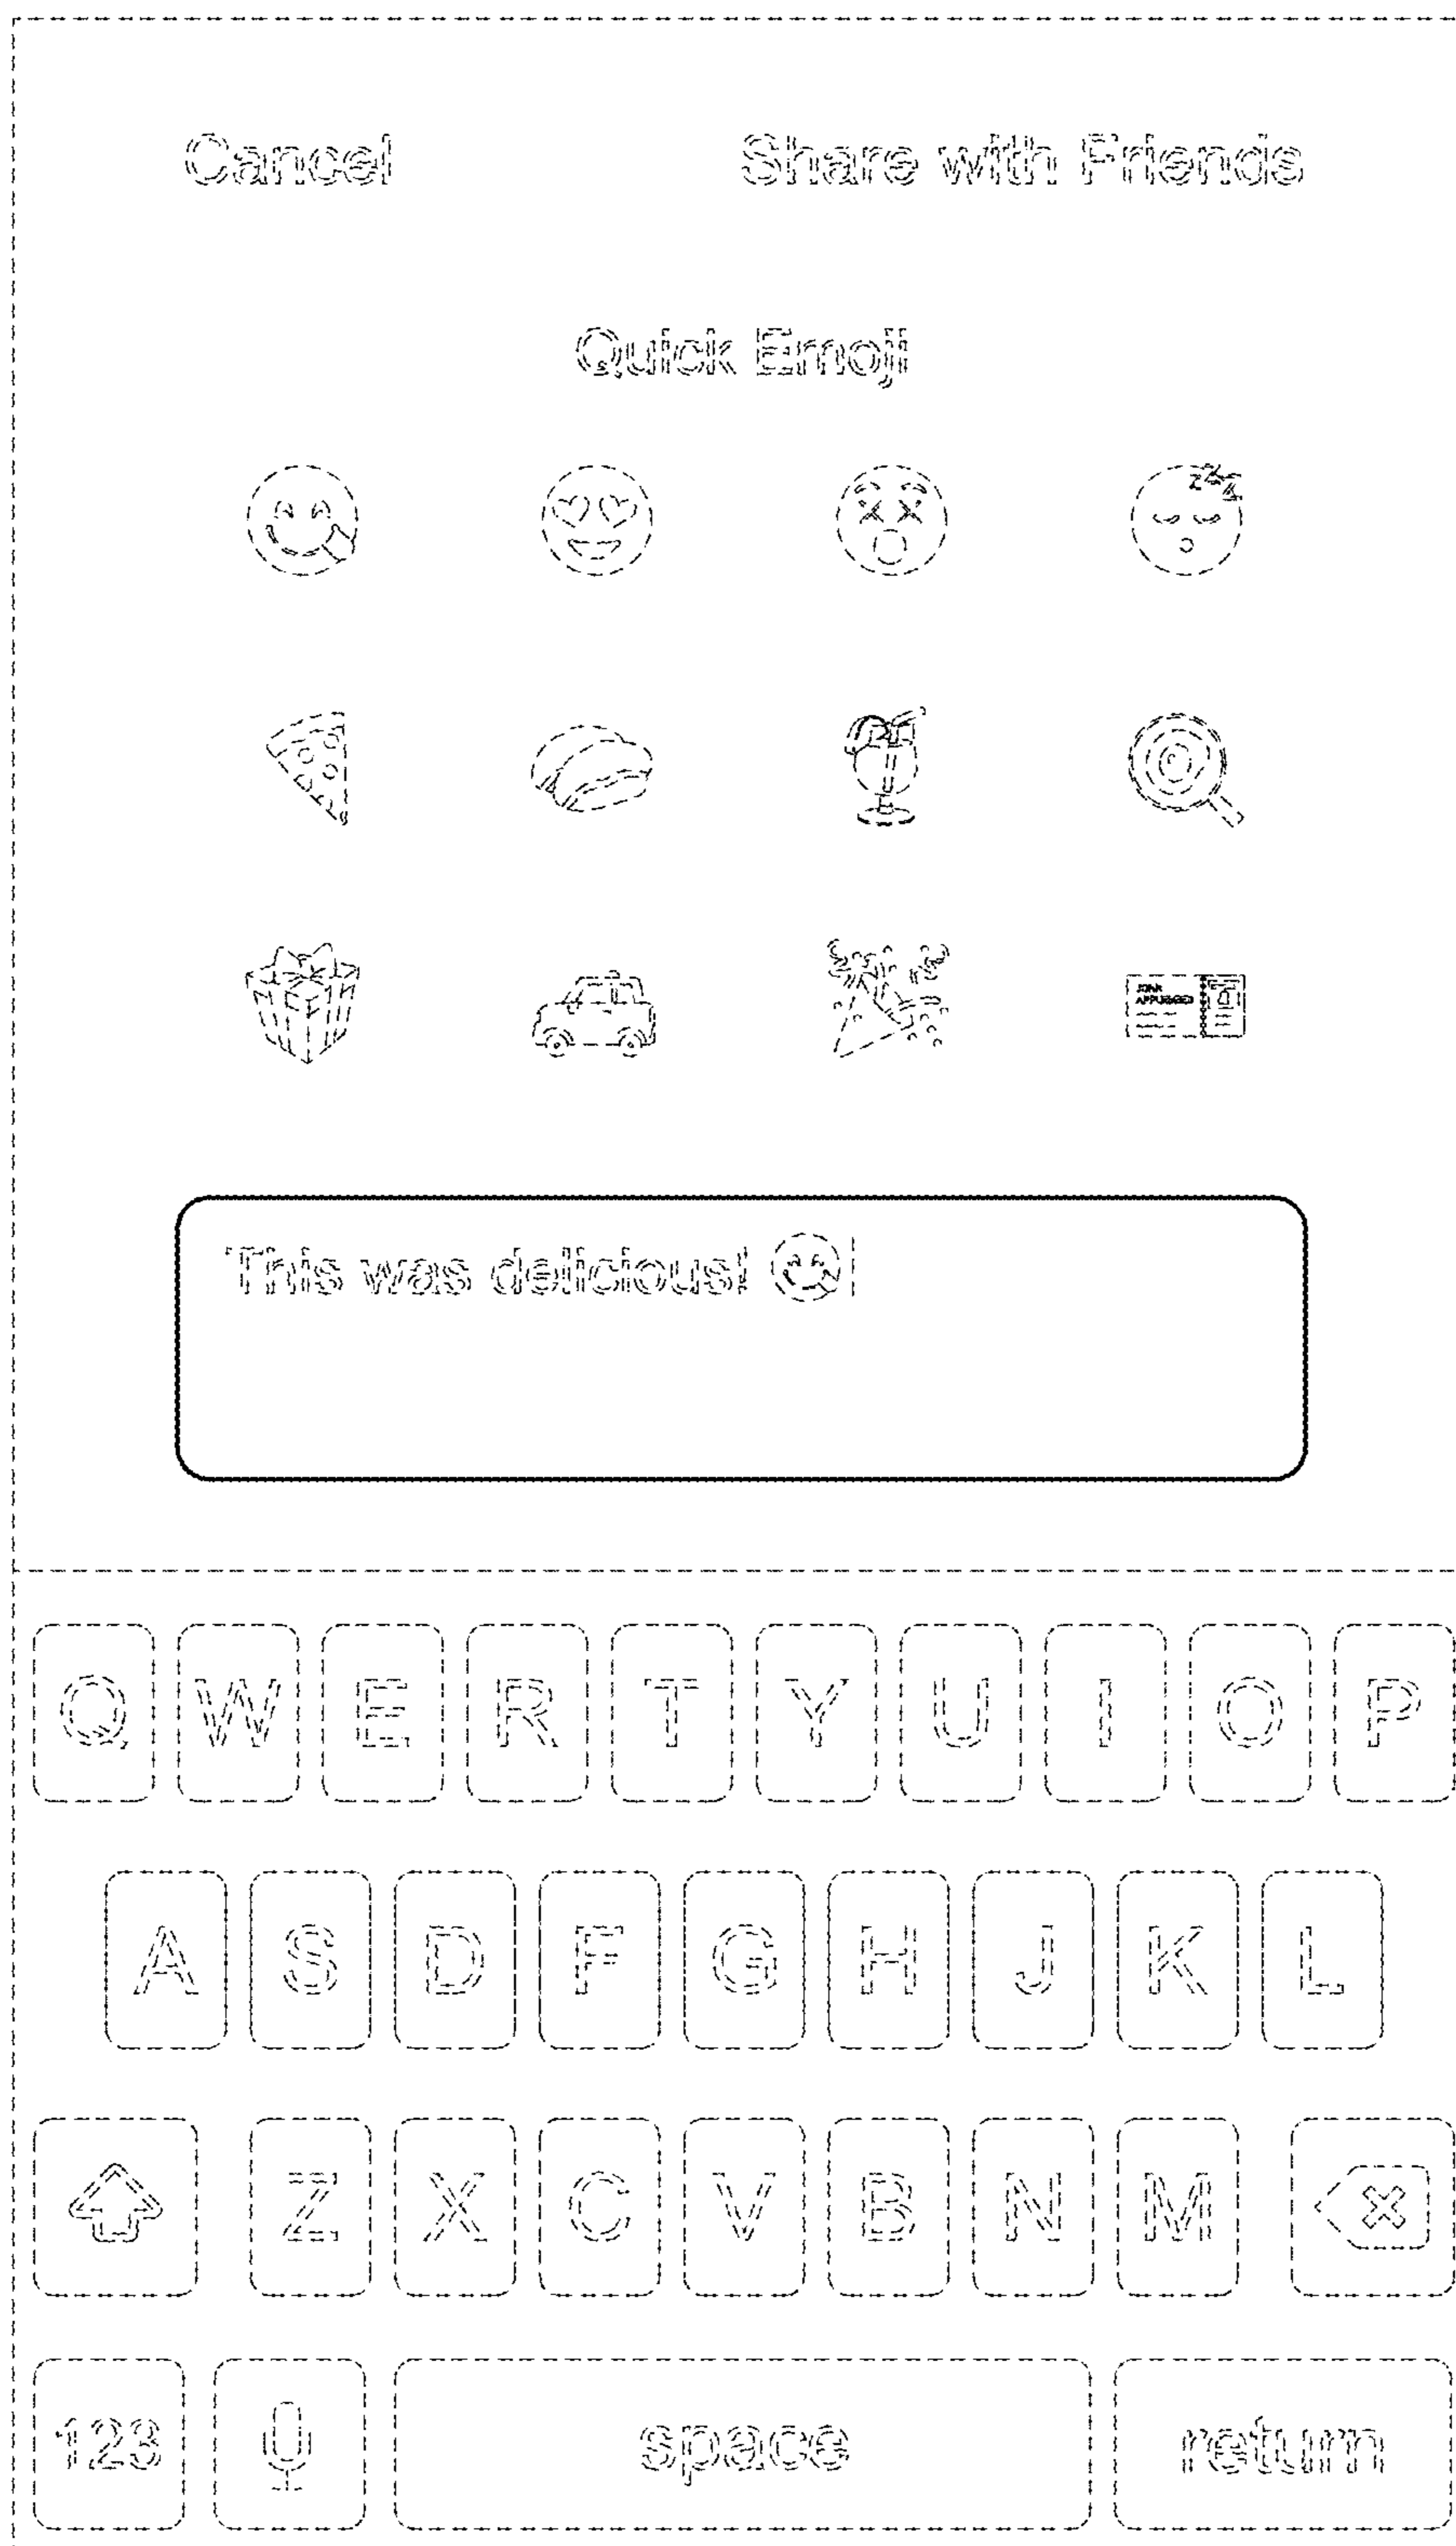 Cancel Share with Friends
Quick Emoji
This was delicious! 😋
Q W E R T Y U I O P
A S D F G H J K L
Z X C V B N M
123 space return